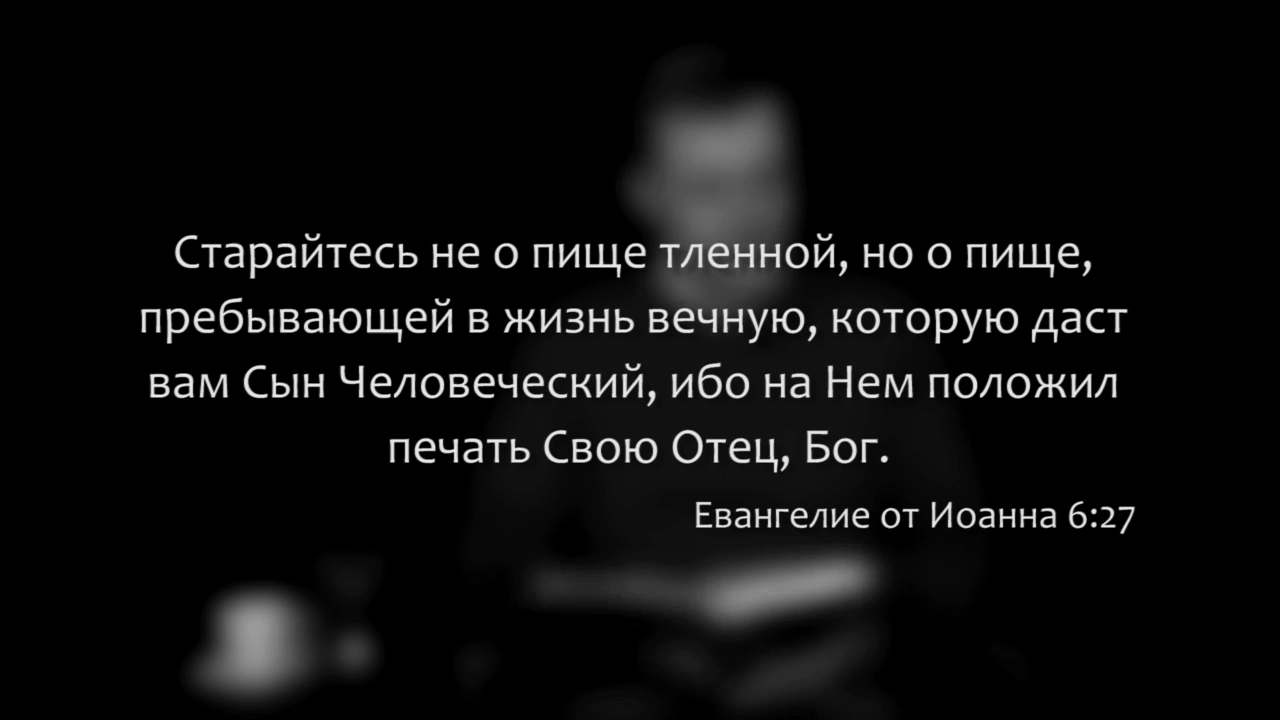 Старайтесь не о пище тленной, но о пище,
пребывающей в жизнь вечную, которую даст
вам Сын Человеческий, ибо на Нем положил
печать Свою Отец, Бог.
Евангелие от Иоанна 6:27